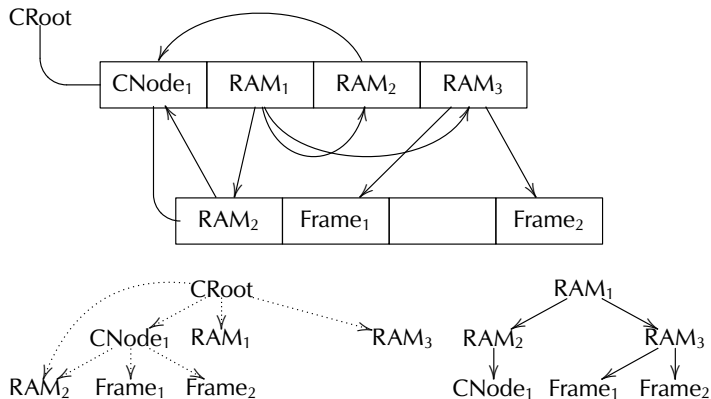 CRoot
CNode₁ RAM₁ RAM₂ RAM₃
RAM₂ Frame₁ Frame₂
CRoot RAM₁
CNode₁ RAM₁ RAM₃ RAM₂ RAM₃
RAM₂ Frame₁ Frame₂ CNode₁ Frame₁ Frame₂